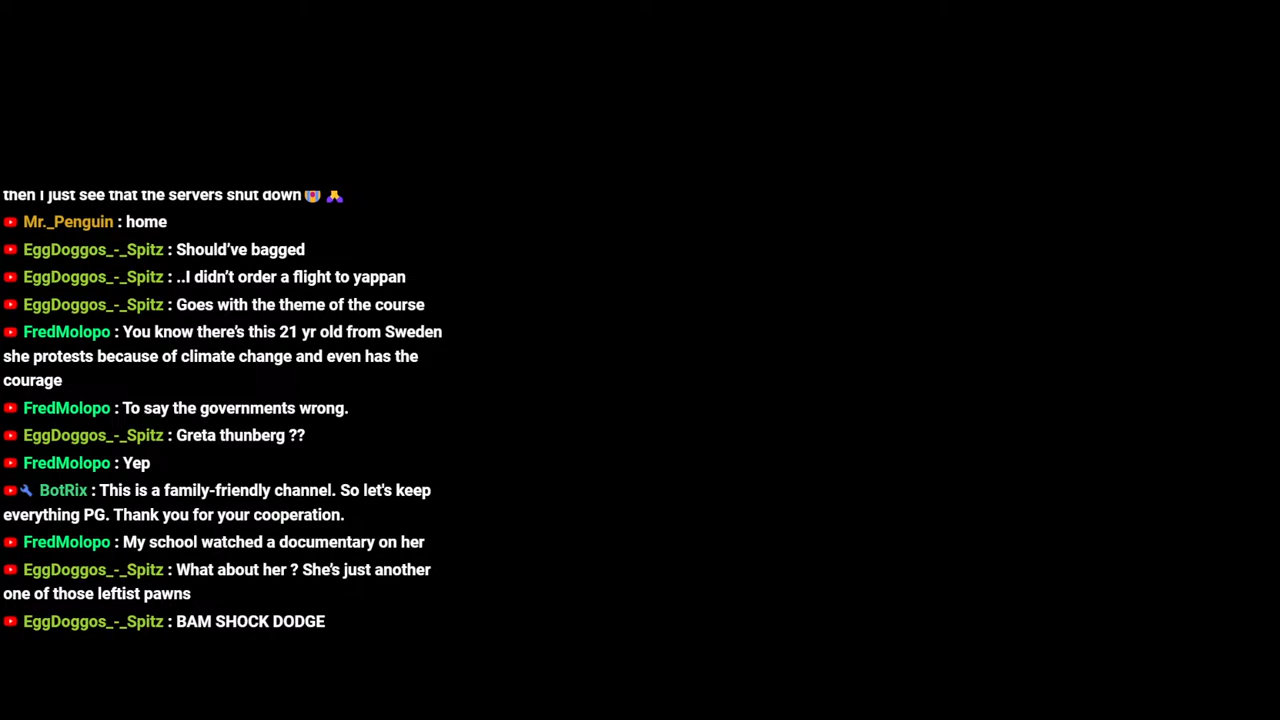 then I just see that the servers shut down
Mr._Penguin : home
EggDoggos_-_Spitz : Should’ve bagged
EggDoggos_-_Spitz : ..I didn’t order a flight to yappan
EggDoggos_-_Spitz : Goes with the theme of the course
FredMolopo : You know there’s this 21 yr old from Sweden
she protests because of climate change and even has the
courage
FredMolopo : To say the governments wrong.
EggDoggos_-_Spitz : Greta thunberg ??
FredMolopo : Yep
BotRix : This is a family-friendly channel. So let's keep
everything PG. Thank you for your cooperation.
FredMolopo : My school watched a documentary on her
EggDoggos_-_Spitz : What about her ? She’s just another
one of those leftist pawns
EggDoggos_-_Spitz : BAM SHOCK DODGE